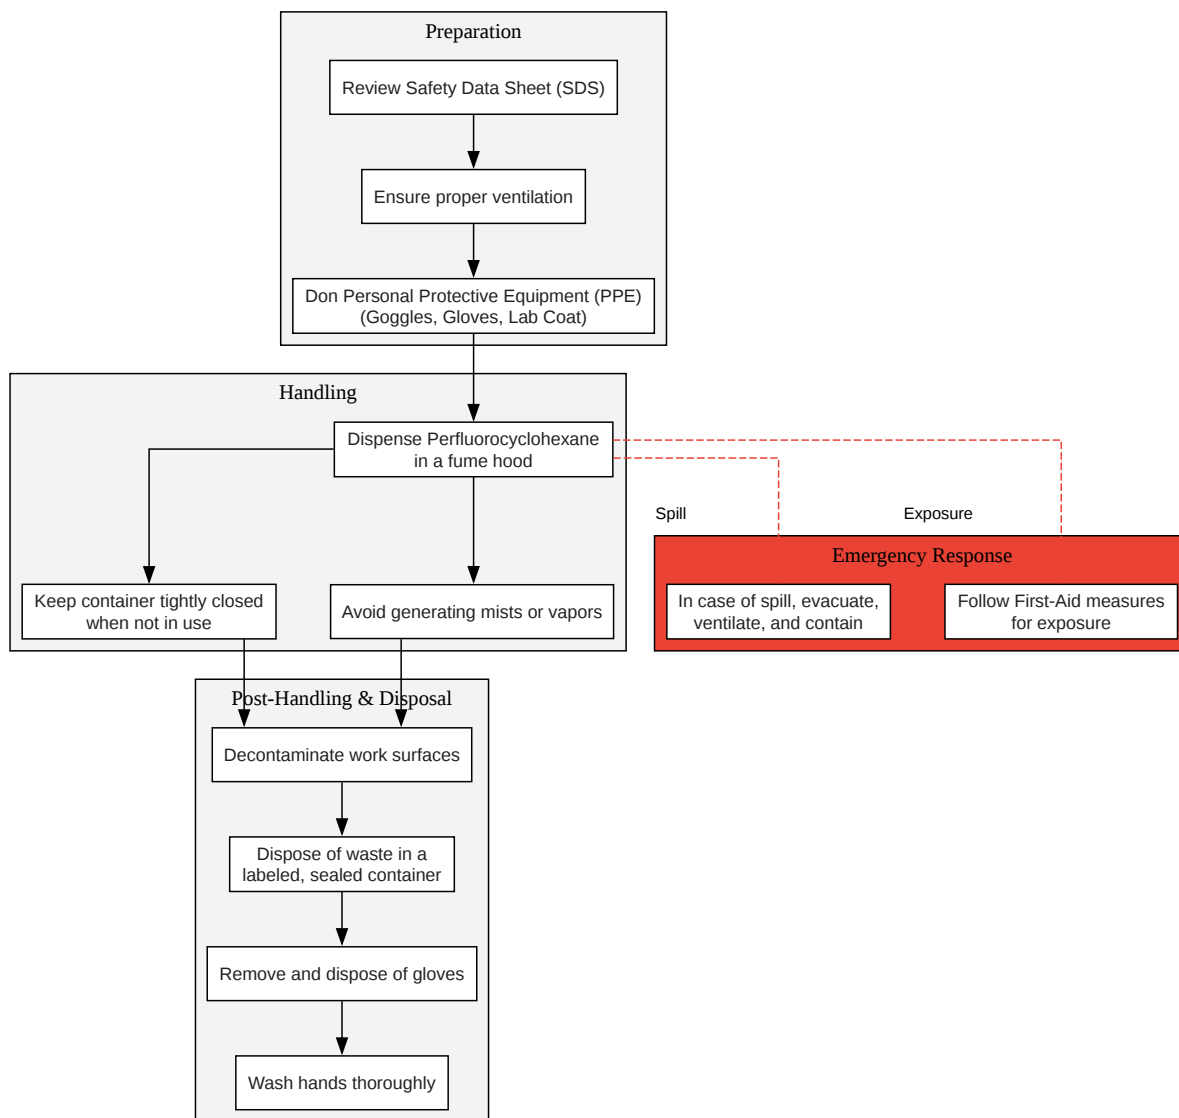 Preparation
Review Safety Data Sheet (SDS)
Ensure proper ventilation
Don Personal Protective Equipment (PPE)
(Goggles, Gloves, Lab Coat)
Handling
Dispense Perfluorocyclohexane
in a fume hood
Keep container tightly closed
when not in use
Avoid generating mists or vapors
Spill
Exposure
Emergency Response
In case of spill, evacuate,
ventilate, and contain
Follow First-Aid measures
for exposure
Post-Handling & Disposal
Decontaminate work surfaces
Dispose of waste in a
labeled, sealed container
Remove and dispose of gloves
Wash hands thoroughly